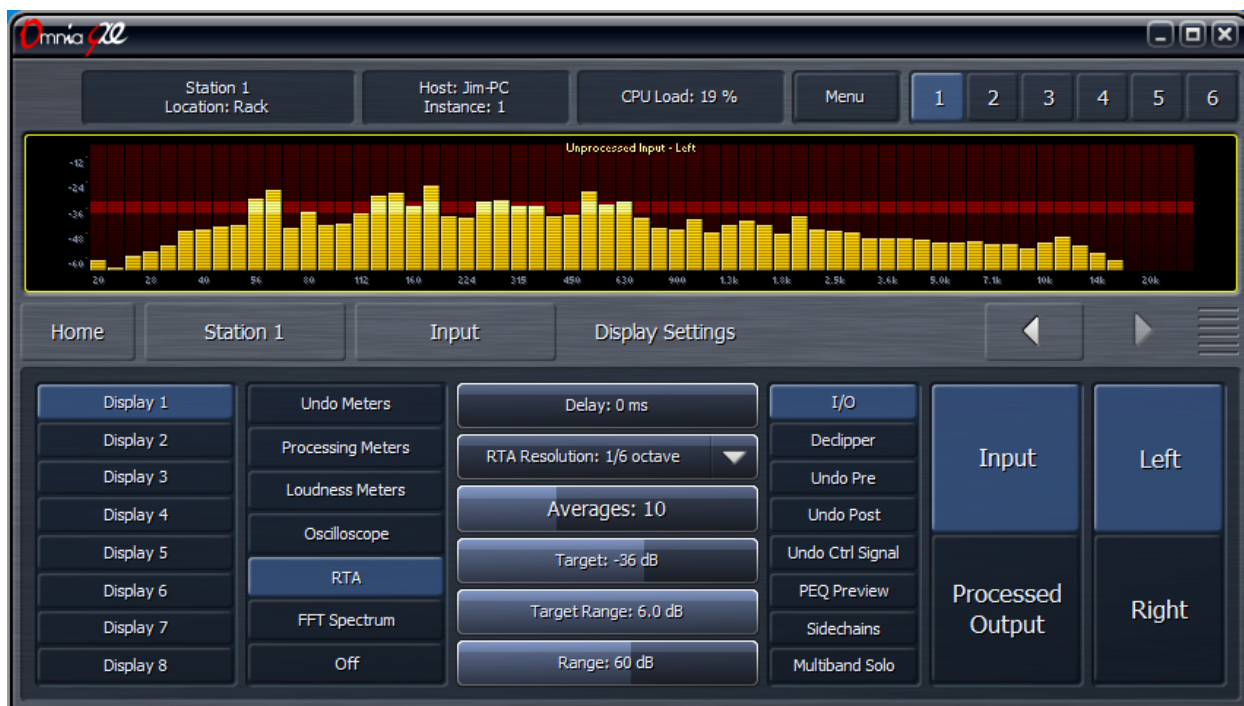 Omnia 9XE
Station 1
Location: Rack
Host: Jim-PC
Instance: 1
CPU Load: 19 %
Menu
1 2 3 4 5 6
Unprocessed Input - Left
-12
-24
-36
-48
-60
20 28 40 56 80 112 160 224 315 450 630 900 1.3k 1.8k 2.5k 3.6k 5.0k 7.1k 10k 14k 20k
Home
Station 1
Input
Display Settings
Display 1
Display 2
Display 3
Display 4
Display 5
Display 6
Display 7
Display 8
Undo Meters
Processing Meters
Loudness Meters
Oscilloscope
RTA
FFT Spectrum
Off
Delay: 0 ms
RTA Resolution: 1/6 octave
Averages: 10
Target: -36 dB
Target Range: 6.0 dB
Range: 60 dB
I/O
Declipper
Undo Pre
Undo Post
Undo Ctrl Signal
PEQ Preview
Sidechains
Multiband Solo
Input
Processed
Output
Left
Right